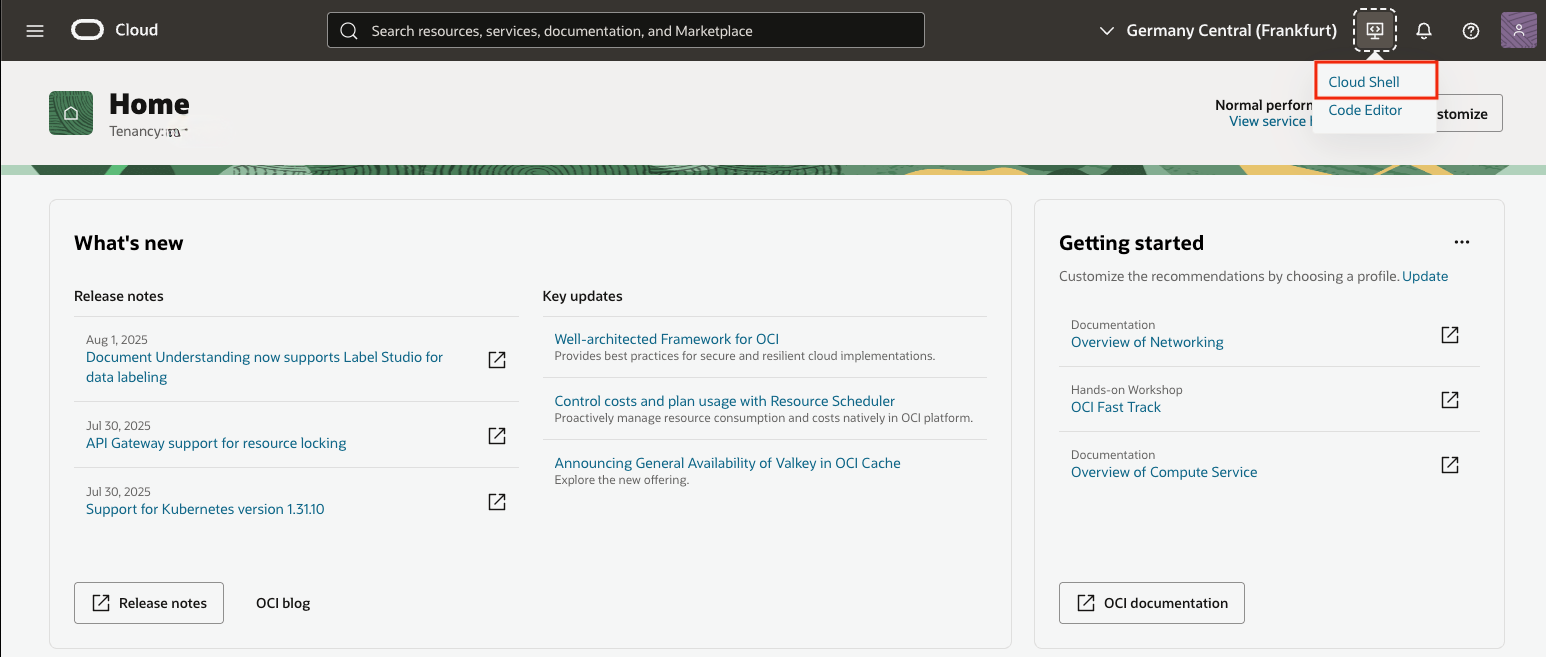 Cloud
Search resources, services, documentation, and Marketplace
Germany Central (Frankfurt)
Cloud Shell
Code Editor
Home
Tenancy:
Normal perfor
View service
stomize
What's new
Release notes
Aug 1, 2025
Document Understanding now supports Label Studio for
data labeling
Jul 30, 2025
API Gateway support for resource locking
Jul 30, 2025
Support for Kubernetes version 1.31.10
Key updates
Well-architected Framework for OCI
Provides best practices for secure and resilient cloud implementations.
Control costs and plan usage with Resource Scheduler
Proactively manage resource consumption and costs natively in OCI platform.
Announcing General Availability of Valkey in OCI Cache
Explore the new offering.
Release notes
OCI blog
Getting started
Customize the recommendations by choosing a profile. Update
Documentation
Overview of Networking
Hands-on Workshop
OCI Fast Track
Documentation
Overview of Compute Service
OCI documentation